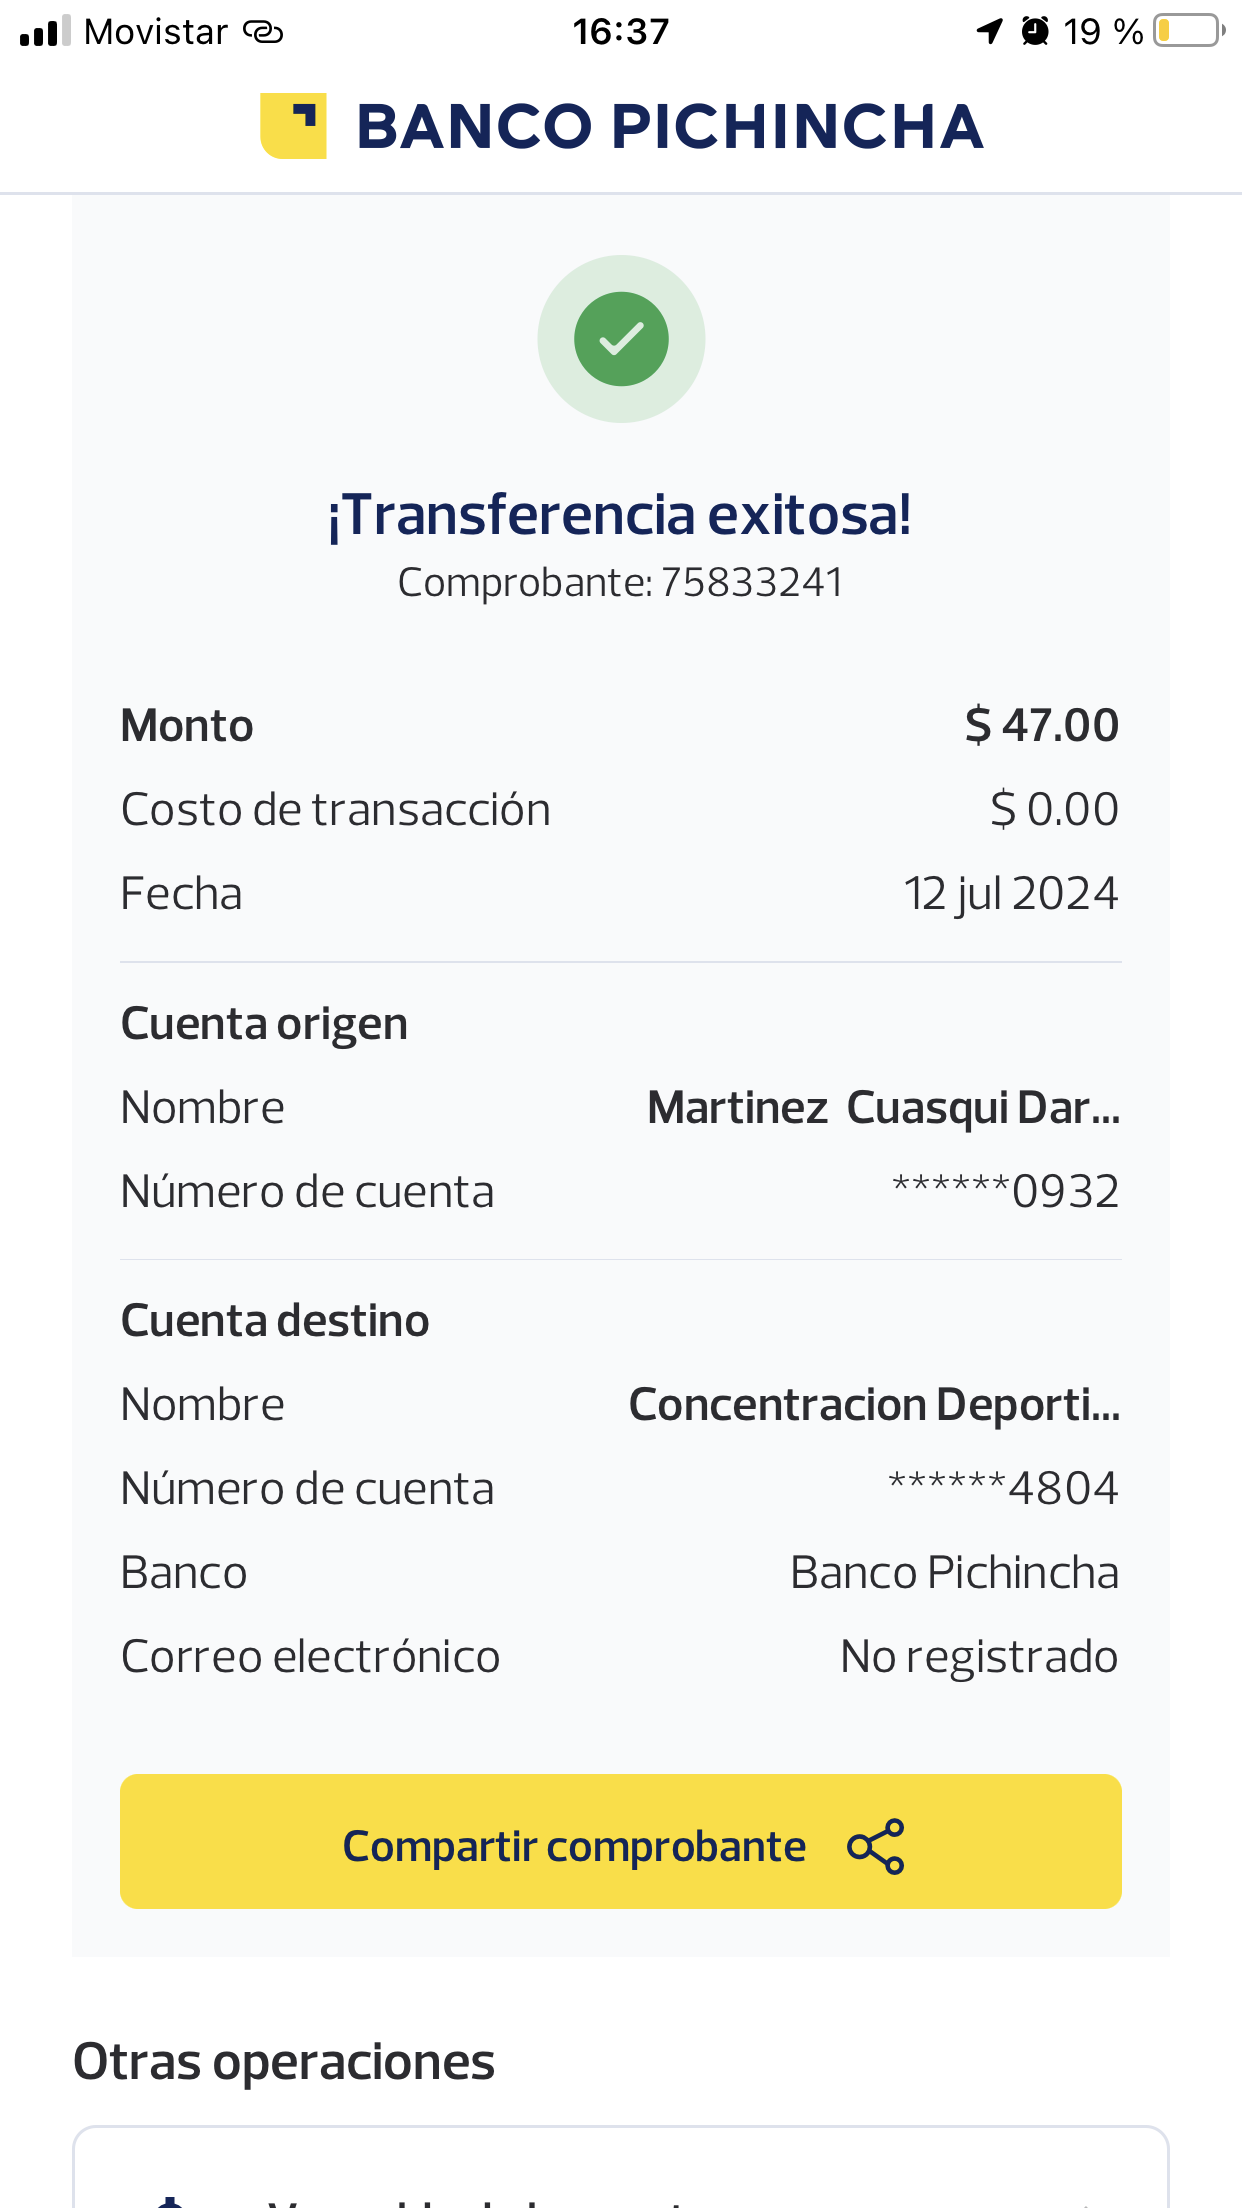 Movistar 16:37 19 %
BANCO PICHINCHA
¡Transferencia exitosa!
Comprobante: 75833241
Monto $ 47.00
Costo de transacción $ 0.00
Fecha 12 jul 2024
Cuenta origen
Nombre Martinez  Cuasqui Dar...
Número de cuenta ******0932
Cuenta destino
Nombre Concentracion Deporti...
Número de cuenta ******4804
Banco Banco Pichincha
Correo electrónico No registrado
Compartir comprobante
Otras operaciones